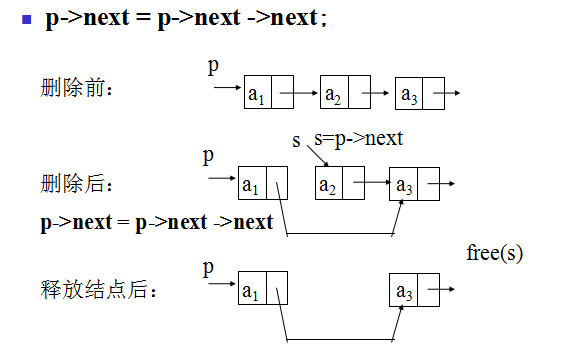 ■ p->next = p->next ->next;
p
删除前：
a1 a2 a3
s s=p->next
p
删除后：
a1 a2 a3
p->next = p->next ->next
free(s)
p
释放结点后：
a1 a3